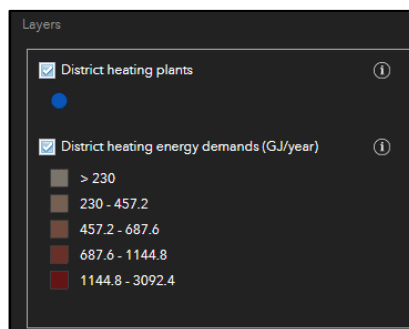 Layers
District heating plants
District heating energy demands (GJ/year)
> 230
230 - 457.2
457.2 - 687.6
687.6 - 1144.8
1144.8 - 3092.4